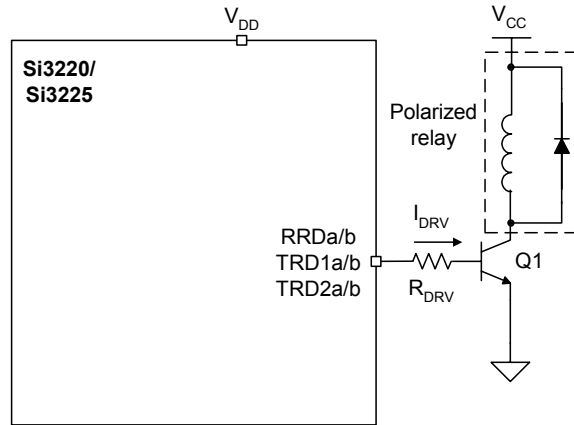 V_DD
V_CC
Si3220/
Si3225
Polarized
relay
I_DRV
RRDa/b
TRD1a/b
TRD2a/b
Q1
R_DRV